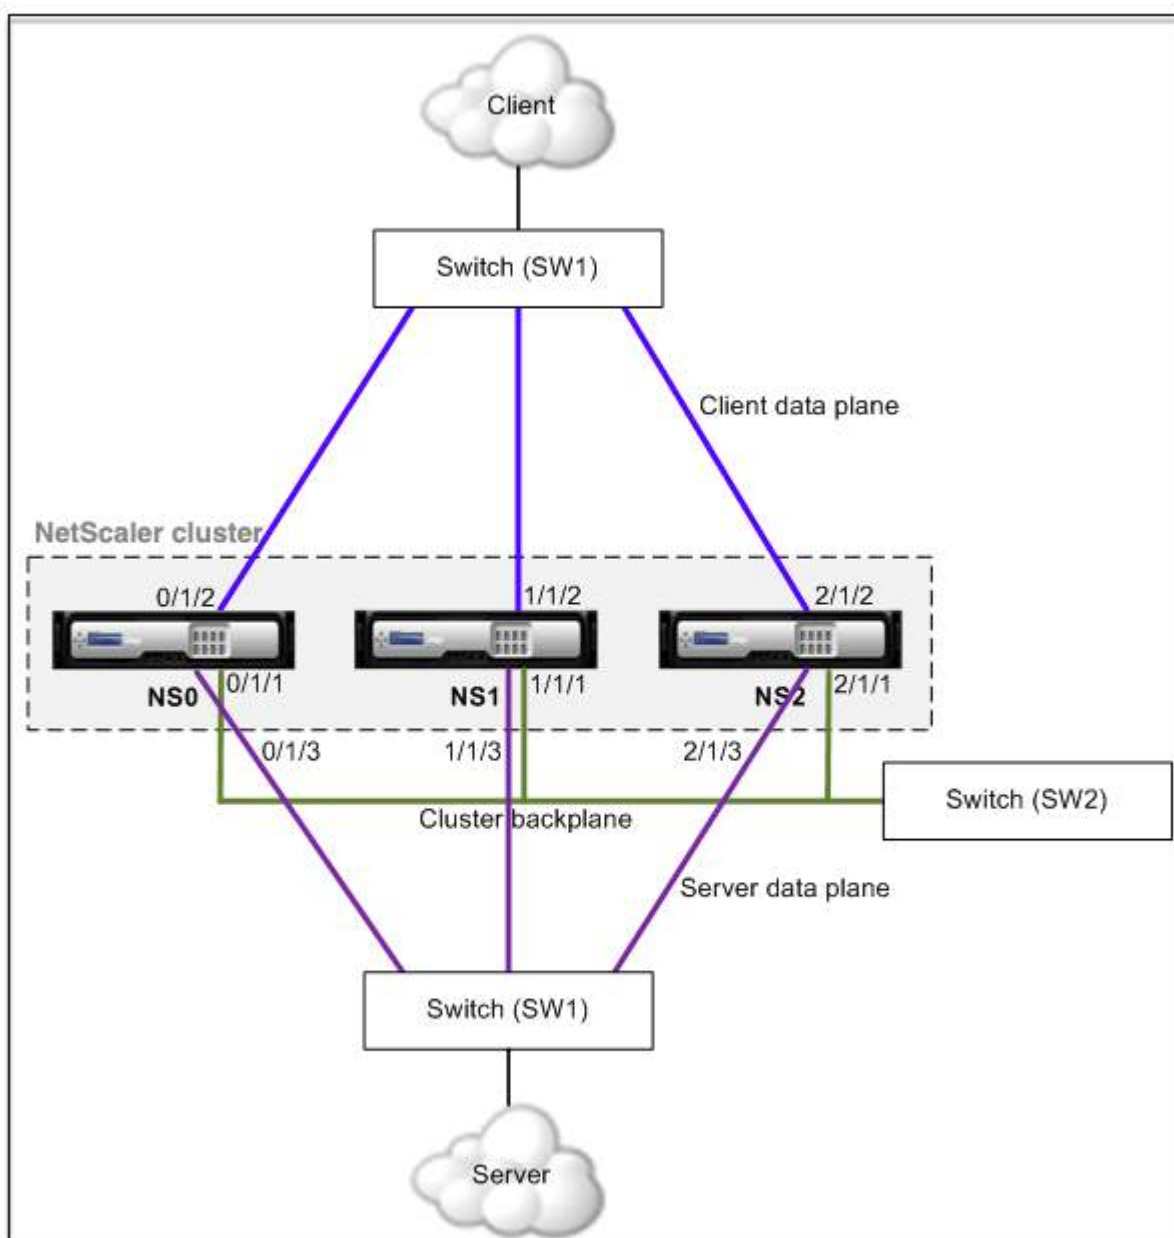 Client
Switch (SW1)
Client data plane
NetScaler cluster
0/1/2
1/1/2
2/1/2
NS0
0/1/1
NS1
1/1/1
NS2
2/1/1
0/1/3
1/1/3
2/1/3
Switch (SW2)
Cluster backplane
Server data plane
Switch (SW1)
Server